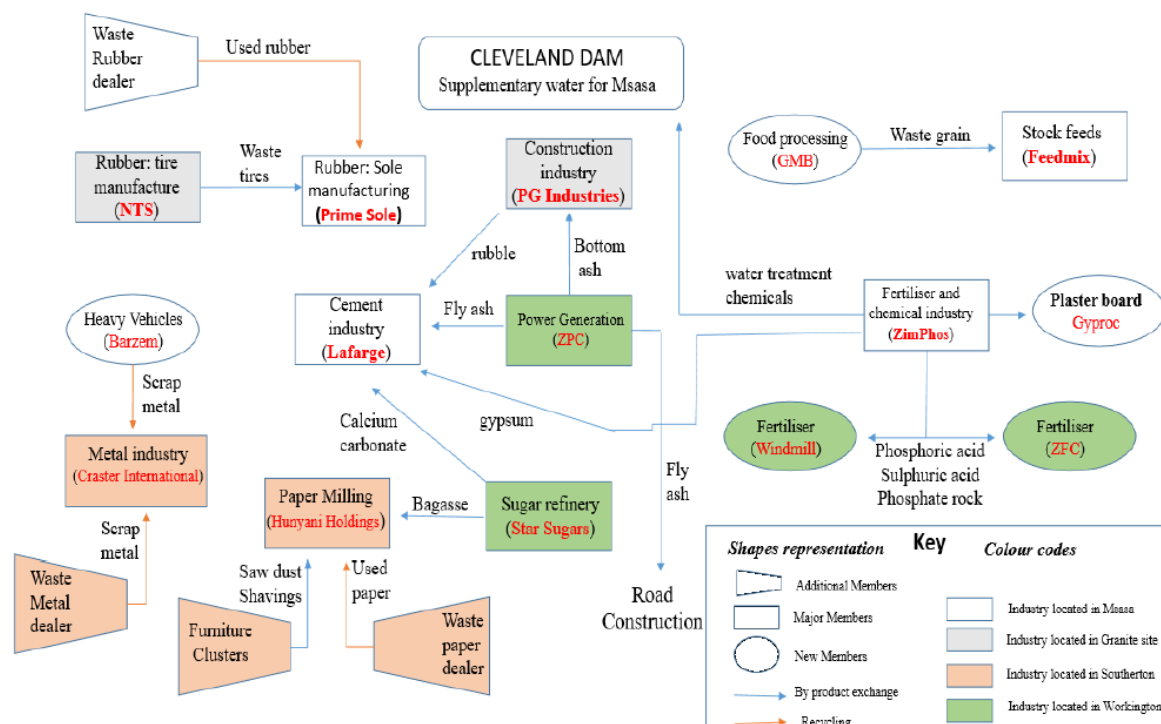 Waste
Rubber
dealer
Used rubber
CLEVELAND DAM
Supplementary water for Msasa
Food processing
(GMB)
Waste grain
Stock feeds
(Feedmix)
Rubber: tire
manufacture
(NTS)
Waste
tires
Rubber: Sole
manufacturing
(Prime Sole)
Construction
industry
(PG Industries)
rubble
Bottom
ash
water treatment
chemicals
Fertiliser and
chemical industry
(ZimPhos)
Plaster board
Gyproc
Heavy Vehicles
(Barzem)
Cement
industry
(Lafarge)
Fly ash
Power Generation
(ZPC)
Scrap
metal
Calcium
carbonate
gypsum
Fertiliser
(Windmill)
Fertiliser
(ZFC)
Phosphoric acid
Sulphuric acid
Phosphate rock
Metal industry
(Craster International)
Paper Milling
(Hunyani Holdings)
Bagasse
Sugar refinery
(Star Sugars)
Fly
ash
Scrap
metal
Waste
Metal
dealer
Saw dust
Shavings
Used
paper
Furniture
Clusters
Waste
paper
dealer
Road
Construction
Key
Shapes representation
Colour codes
Additional Members
Major Members
New Members
By product exchange
Recycling
Industry located in Msasa
Industry located in Granite site
Industry located in Southerton
Industry located in Workington